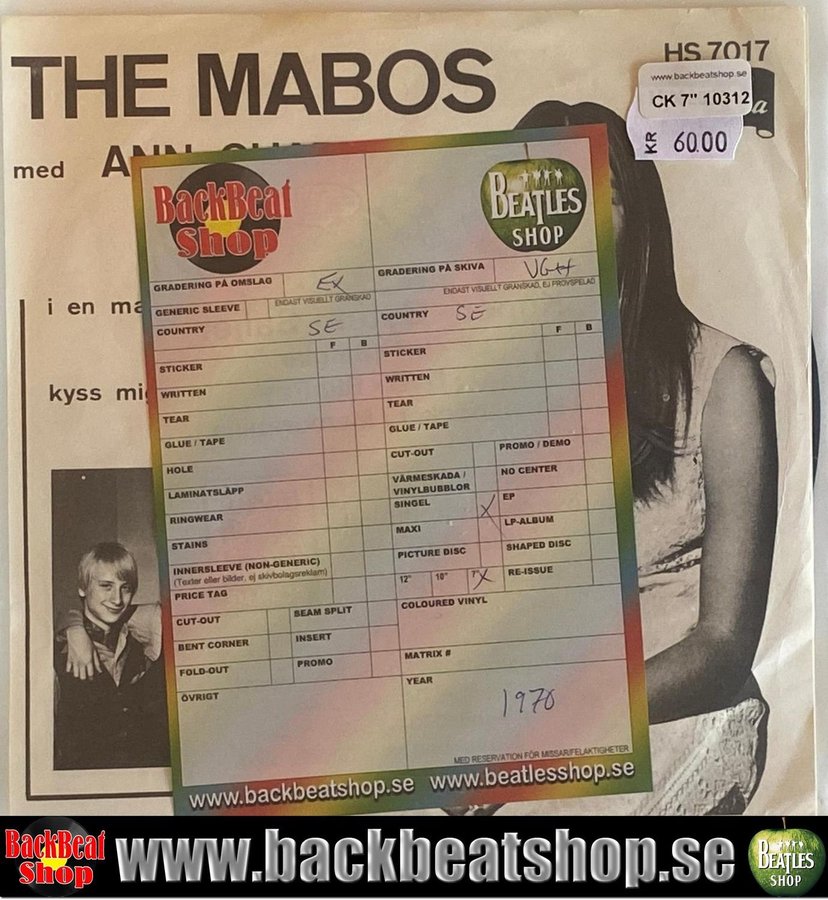 THE MABOS
HS 7017
www.backbeatshop.se
CK 7" 10312
KR 60.00
a
med
i en ma
kyss mi
BackBeat
Shop
BEATLES
SHOP
GRADERING PÅ OMSLAG EX
ENDAST VISUELLT GRANSKAD
GENERIC SLEEVE
COUNTRY SE
F B
STICKER
WRITTEN
TEAR
GLUE / TAPE
HOLE
LAMINATSLÄPP
RINGWEAR
STAINS
INNERSLEEVE (NON-GENERIC)
(Texter eller bilder, ej skivbolagsreklam)
PRICE TAG
CUT-OUT
SEAM SPLIT
BENT CORNER
INSERT
FOLD-OUT
PROMO
ÖVRIGT
GRADERING PÅ SKIVA VG++
ENDAST VISUELLT GRANSKAD, EJ PROVSPELAD
COUNTRY SE
F B
STICKER
WRITTEN
TEAR
GLUE / TAPE
CUT-OUT
PROMO / DEMO
VÄRMESKADA /
VINYLBUBBLOR
NO CENTER
SINGEL X
EP
MAXI
LP-ALBUM
PICTURE DISC
SHAPED DISC
12" 10" 7" X
RE-ISSUE
COLOURED VINYL
MATRIX #
YEAR
1970
MED RESERVATION FÖR MISSAR/FELAKTIGHETER
www.backbeatshop.se www.beatlesshop.se
BackBeat
Shop
www.backbeatshop.se
BEATLES
SHOP